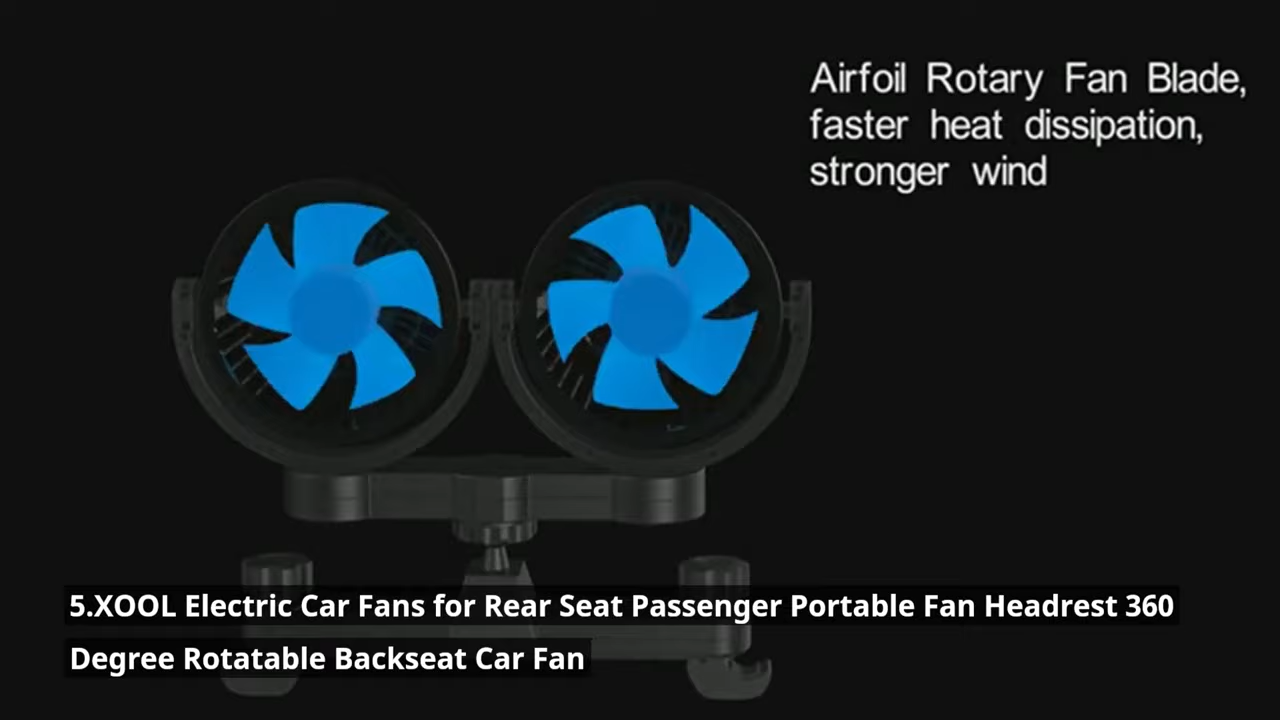 Airfoil Rotary Fan Blade,
faster heat dissipation,
stronger wind
5.XOOL Electric Car Fans for Rear Seat Passenger Portable Fan Headrest 360
Degree Rotatable Backseat Car Fan